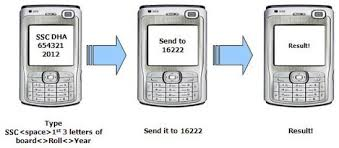 SSC DHA
654321
2012
Send to
16222
Result!
Type
SSC <space>1st 3 letters of
board<>Roll<>Year
Send it to 16222
Result!